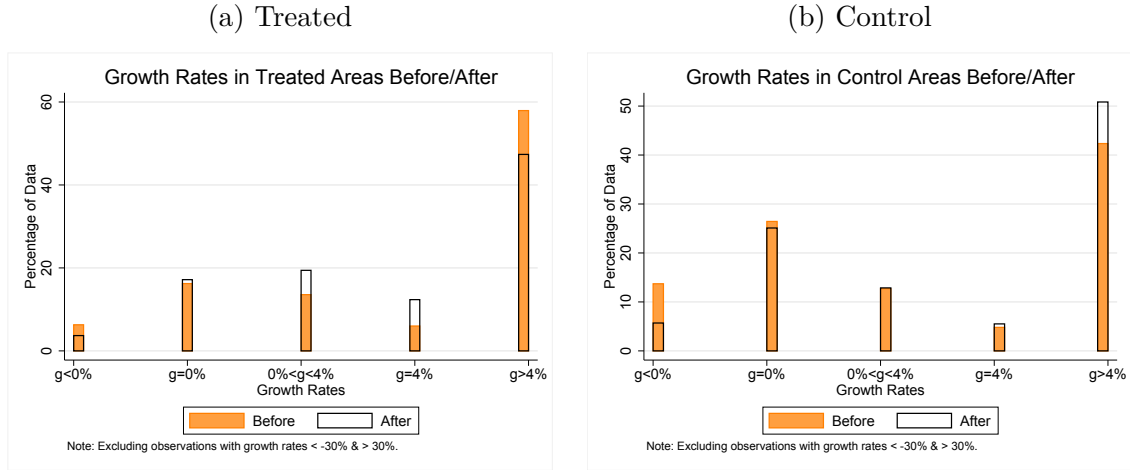 (a) Treated
Growth Rates in Treated Areas Before/After
Percentage of Data
60
40
20
0
g<0%
g=0%
0%<g<4%
g=4%
g>4%
Growth Rates
Before
After
Note: Excluding observations with growth rates < -30% & > 30%.
(b) Control
Growth Rates in Control Areas Before/After
Percentage of Data
50
40
30
20
10
0
g<0%
g=0%
0%<g<4%
g=4%
g>4%
Growth Rates
Before
After
Note: Excluding observations with growth rates < -30% & > 30%.